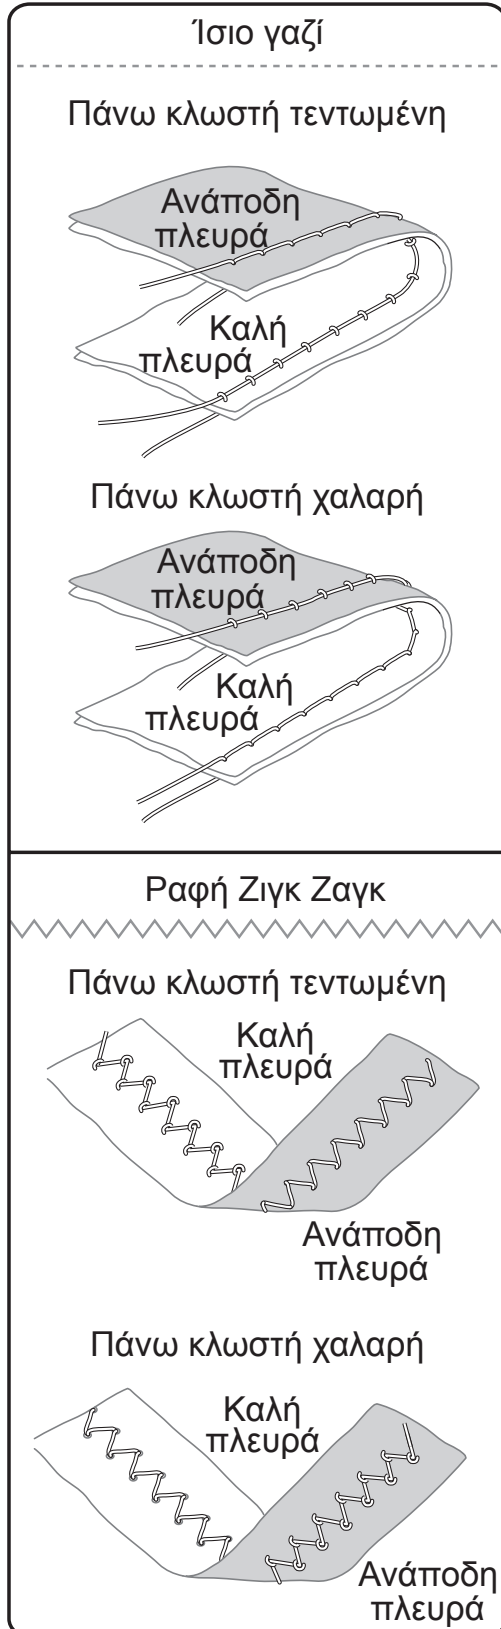 Ίσιο γαζί
Πάνω κλωστή τεντωμένη
Ανάποδη
πλευρά
Καλή
πλευρά
Πάνω κλωστή χαλαρή
Ανάποδη
πλευρά
Καλή
πλευρά
Ραφή Ζιγκ Ζαγκ
Πάνω κλωστή τεντωμένη
Καλή
πλευρά
Ανάποδη
πλευρά
Πάνω κλωστή χαλαρή
Καλή
πλευρά
Ανάποδη
πλευρά